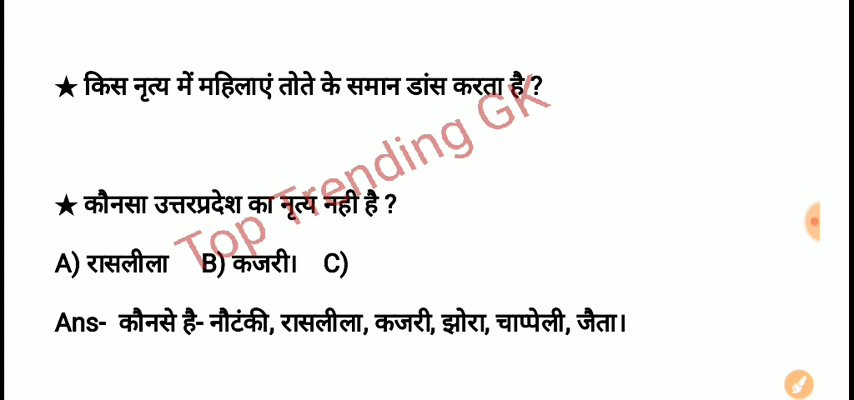 ★ किस नृत्य में महिलाएं तोते के समान डांस करता है ?
★ कौनसा उत्तरप्रदेश का नृत्य नही है ?
A) रासलीला B) कजरी। C)
Ans- कौनसे है- नौटंकी, रासलीला, कजरी, झोरा, चाप्पेली, जैता।
Top Trending GK